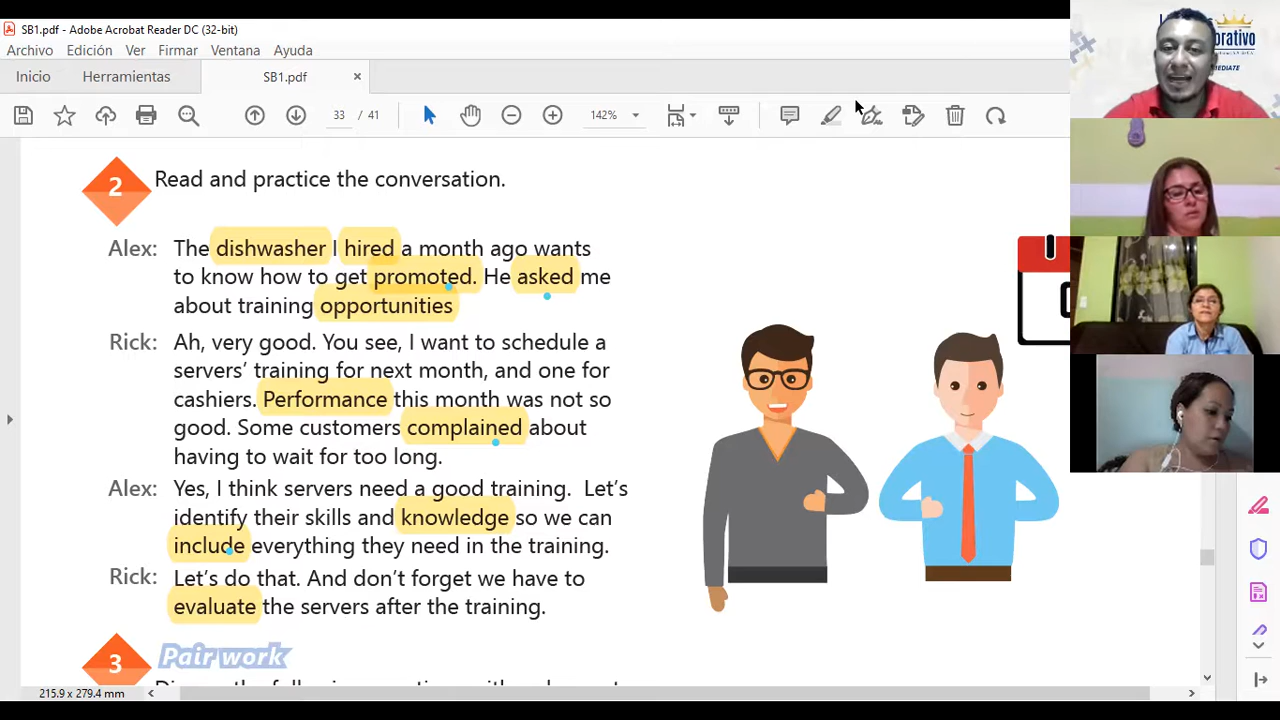 SB1.pdf - Adobe Acrobat Reader DC (32-bit)
Archivo Edición Ver Firmar Ventana Ayuda
Inicio Herramientas SB1.pdf ×
33 / 41 142%
2 Read and practice the conversation.
Alex: The dishwasher I hired a month ago wants
to know how to get promoted. He asked me
about training opportunities
Rick: Ah, very good. You see, I want to schedule a
servers' training for next month, and one for
cashiers. Performance this month was not so
good. Some customers complained about
having to wait for too long.
Alex: Yes, I think servers need a good training. Let's
identify their skills and knowledge so we can
include everything they need in the training.
Rick: Let's do that. And don't forget we have to
evaluate the servers after the training.
3 Pair work
215.9 x 279.4 mm
orativo
MEDIATE